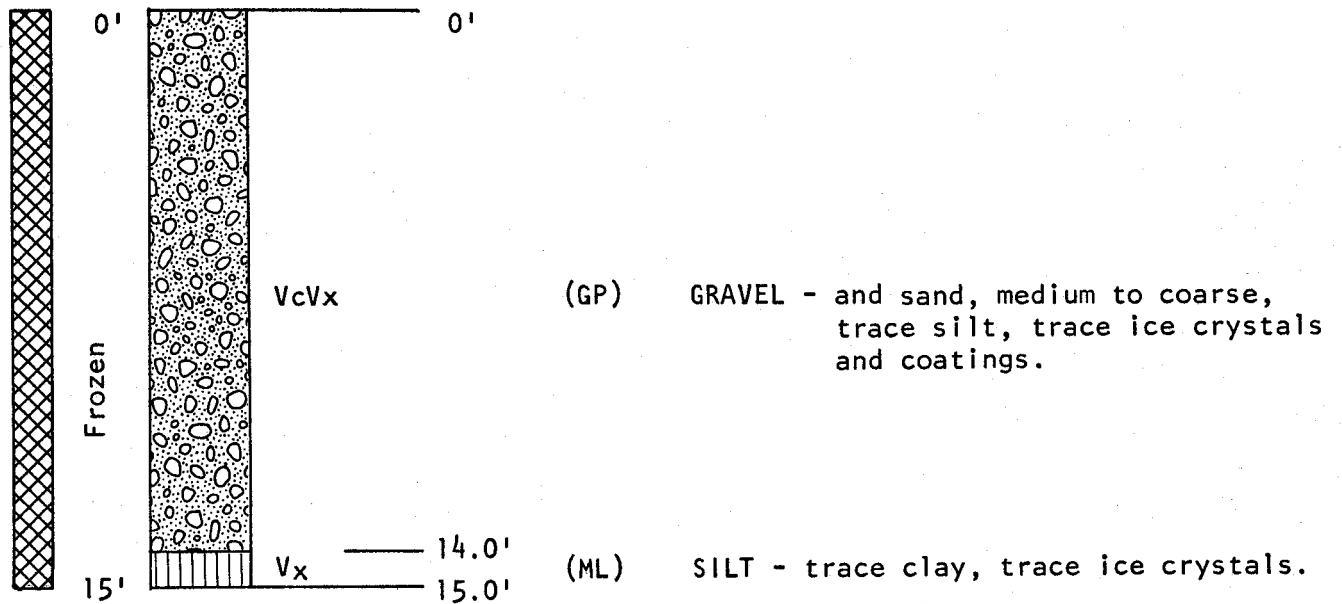 0'
0'
VcVx
(GP) GRAVEL - and sand, medium to coarse,
trace silt, trace ice crystals
and coatings.
Frozen
14.0'
Vx
(ML) SILT - trace clay, trace ice crystals.
15'
15.0'